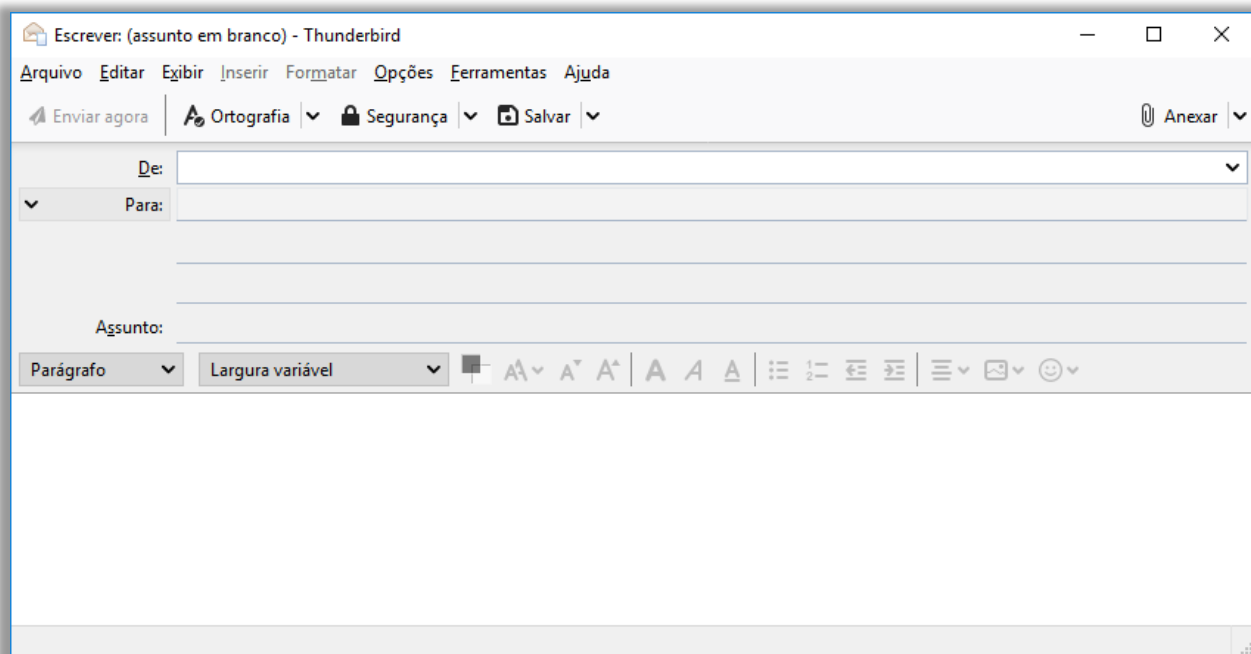 Escrever: (assunto em branco) - Thunderbird
Arquivo Editar Exibir Inserir Formatar Opções Ferramentas Ajuda
Enviar agora Ortografia Segurança Salvar Anexar
De:
Para:
Assunto:
Parágrafo Largura variável